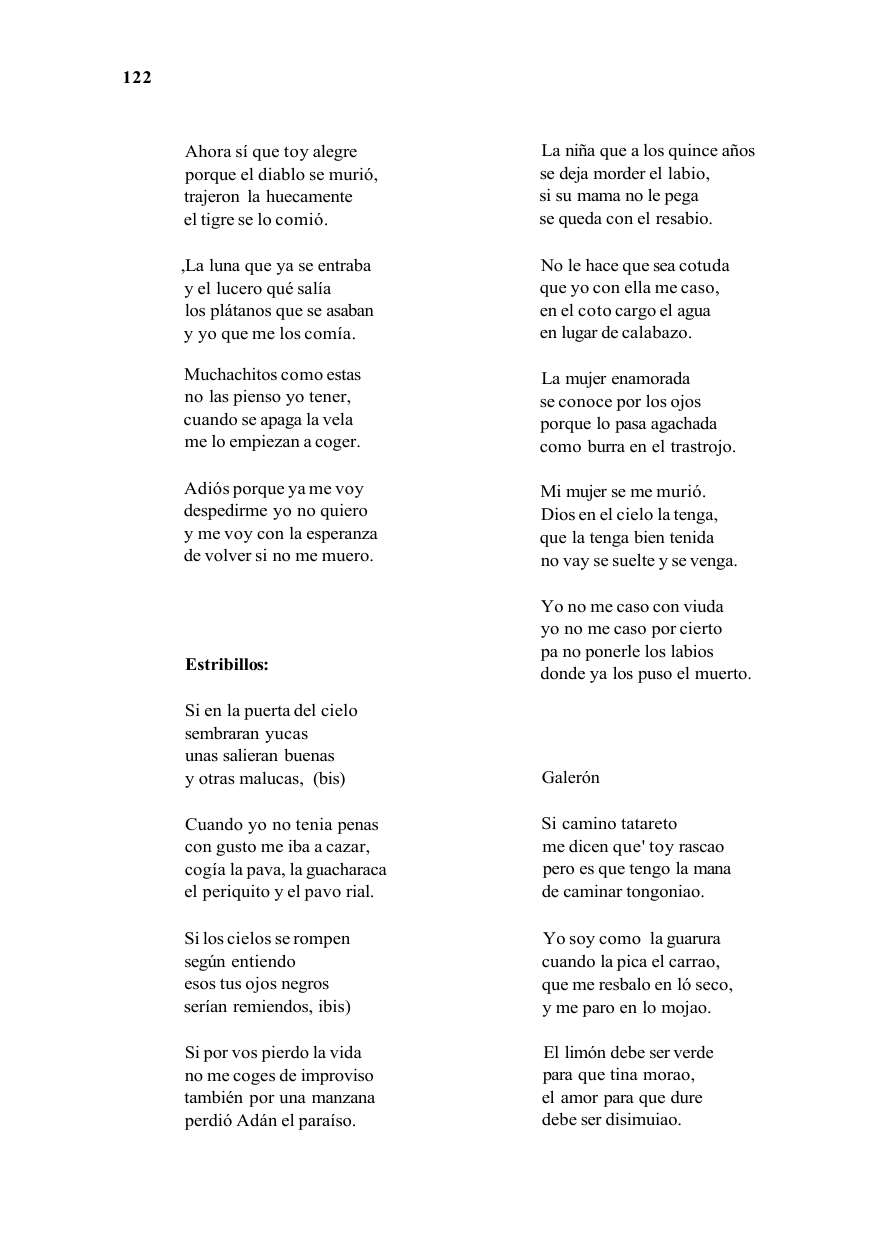 122
Ahora sí que toy alegre
porque el diablo se murió,
trajeron la huecamente
el tigre se lo comió.
,La luna que ya se entraba
y el lucero qué salía
los plátanos que se asaban
y yo que me los comía.
Muchachitos como estas
no las pienso yo tener,
cuando se apaga la vela
me lo empiezan a coger.
Adiós porque ya me voy
despedirme yo no quiero
y me voy con la esperanza
de volver si no me muero.
Estribillos:
Si en la puerta del cielo
sembraran yucas
unas salieran buenas
y otras malucas, (bis)
Cuando yo no tenia penas
con gusto me iba a cazar,
cogía la pava, la guacharaca
el periquito y el pavo rial.
Si los cielos se rompen
según entiendo
esos tus ojos negros
serían remiendos, ibis)
Si por vos pierdo la vida
no me coges de improviso
también por una manzana
perdió Adán el paraíso.
La niña que a los quince años
se deja morder el labio,
si su mama no le pega
se queda con el resabio.
No le hace que sea cotuda
que yo con ella me caso,
en el coto cargo el agua
en lugar de calabazo.
La mujer enamorada
se conoce por los ojos
porque lo pasa agachada
como burra en el trastrojo.
Mi mujer se me murió.
Dios en el cielo la tenga,
que la tenga bien tenida
no vay se suelte y se venga.
Yo no me caso con viuda
yo no me caso por cierto
pa no ponerle los labios
donde ya los puso el muerto.
Galerón
Si camino tatareto
me dicen que' toy rascao
pero es que tengo la mana
de caminar tongoniao.
Yo soy como la guarura
cuando la pica el carrao,
que me resbalo en ló seco,
y me paro en lo mojao.
El limón debe ser verde
para que tina morao,
el amor para que dure
debe ser disimuiao.